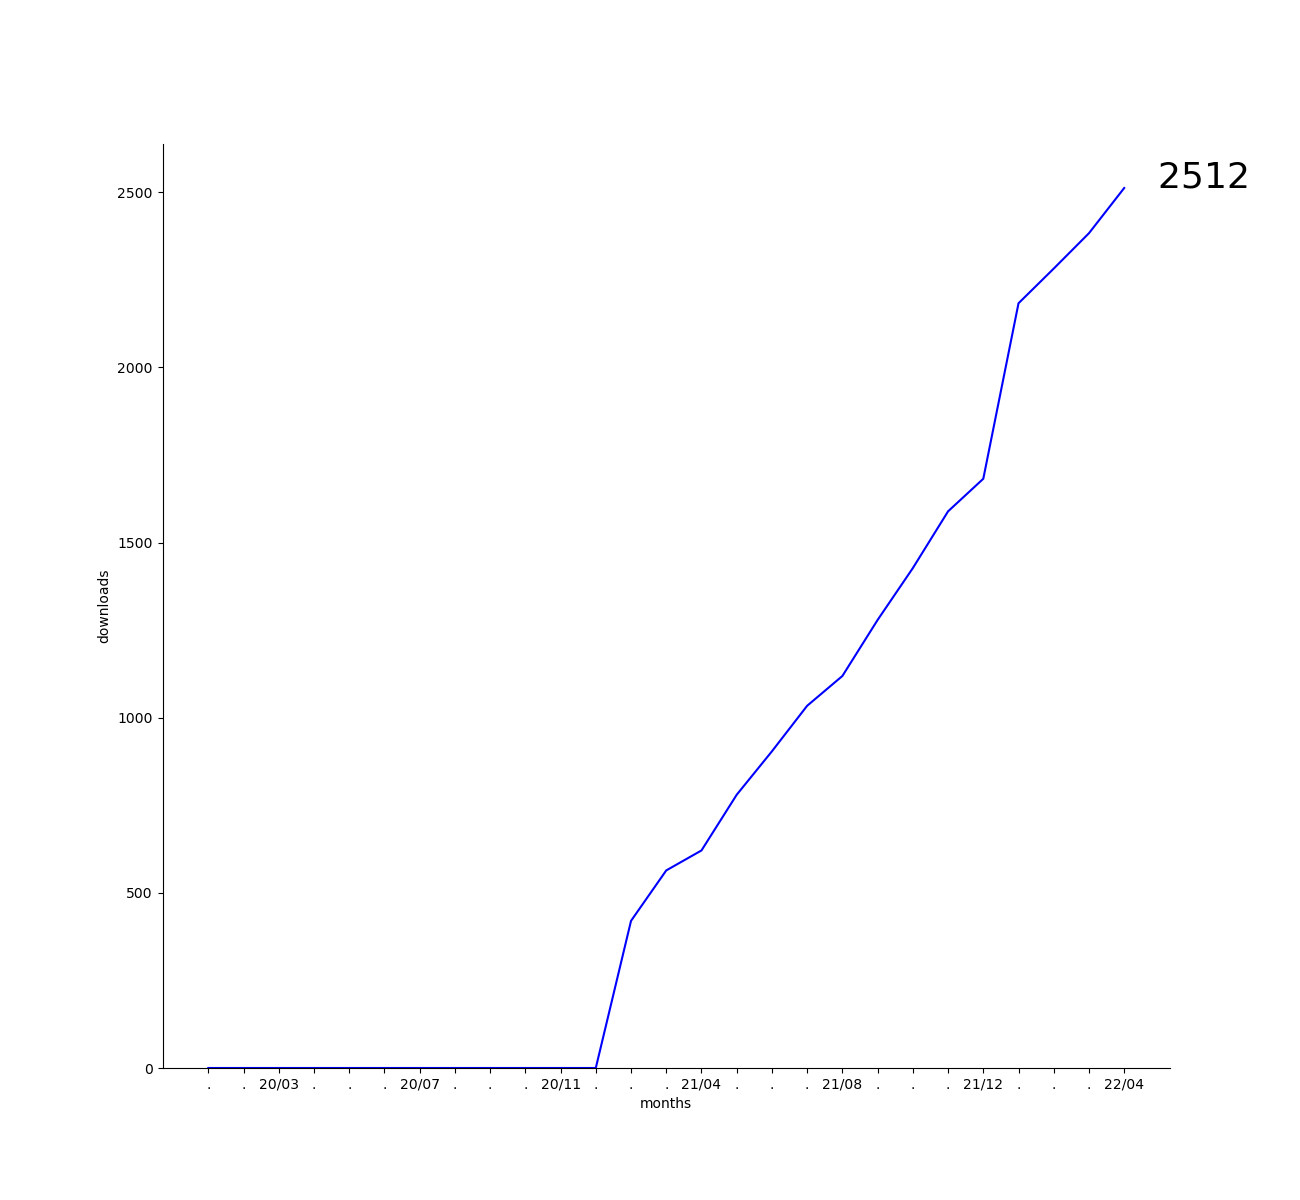 2512
2500
2000
1500
1000
500
0
downloads
. . 20/03 . . . 20/07 . . . 20/11 . . . 21/04 . . . 21/08 . . . 21/12 . . . 22/04
months